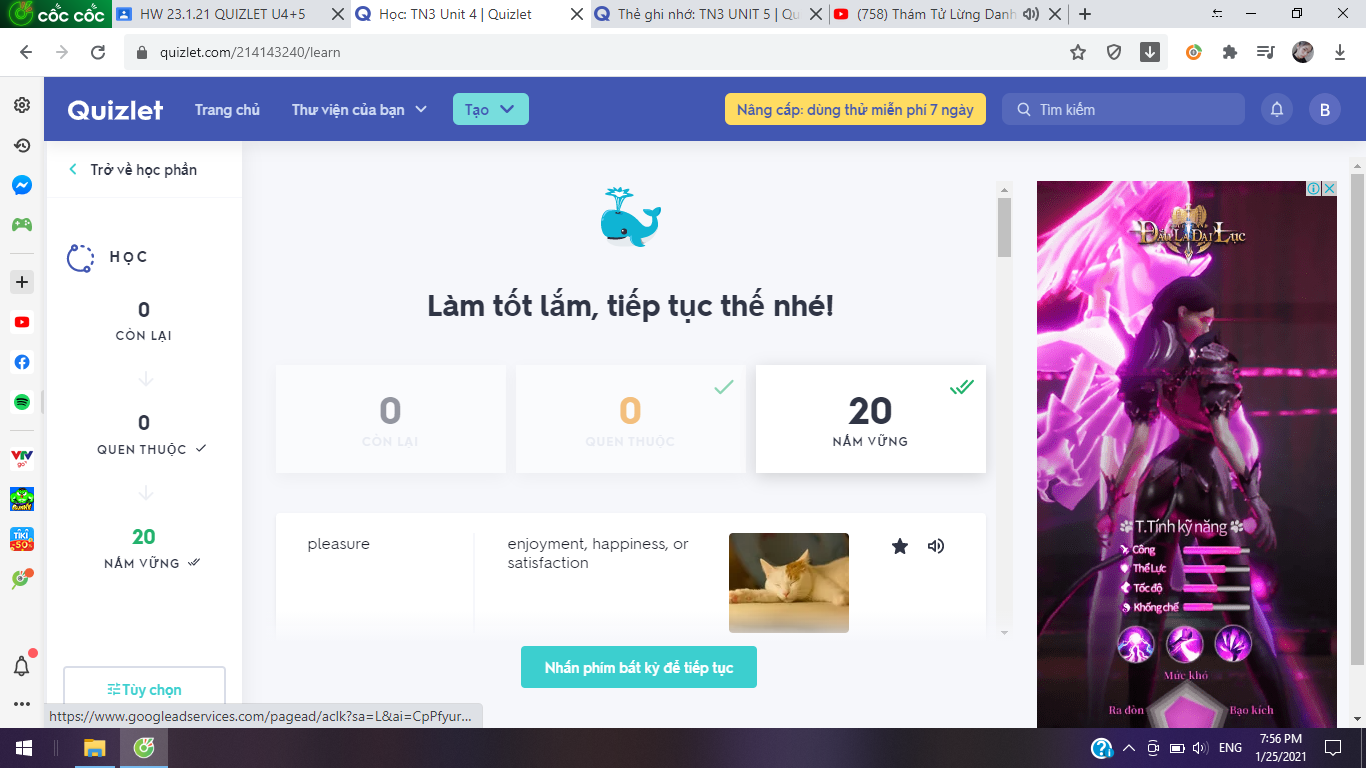 cốc cốc
HW 23.1.21 QUIZLET U4+5
Học: TN3 Unit 4 | Quizlet
Thẻ ghi nhớ: TN3 UNIT 5 | Qu
(758) Thám Tử Lừng Danh
quizlet.com/214143240/learn
Quizlet
Trang chủ
Thư viện của bạn
Tạo
Nâng cấp: dùng thử miễn phí 7 ngày
Tìm kiếm
B
Trở về học phần
HỌC
0
CÒN LẠI
0
QUEN THUỘC
20
NẮM VỮNG
Tùy chọn
Làm tốt lắm, tiếp tục thế nhé!
0
CÒN LẠI
0
QUEN THUỘC
20
NẮM VỮNG
pleasure
enjoyment, happiness, or
satisfaction
Nhấn phím bất kỳ để tiếp tục
ĐẤU LA ĐẠI LỤC
T.Tính kỹ năng
Công
Thể Lực
Tốc độ
Khống chế
Mức khó
Ra đòn
Bạo kích
VTV
go
FUNNY
TIKI
-50%
https://www.googleadservices.com/pagead/aclk?sa=L&ai=CpPfyur...
ENG
7:56 PM
1/25/2021